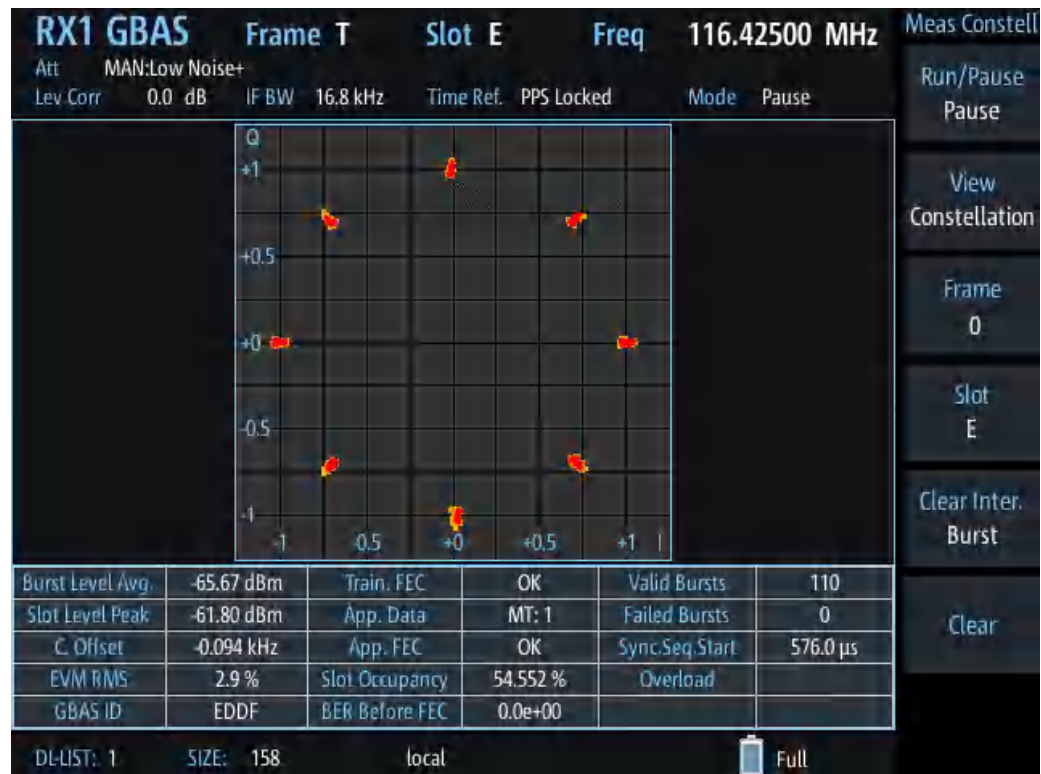 RX1 GBAS Frame T Slot E Freq 116.42500 MHz
Att MAN:Low Noise+
Lev Corr 0.0 dB IF BW 16.8 kHz Time Ref. PPS Locked Mode Pause
Meas Constell
Run/Pause
Pause
View
Constellation
Frame
0
Slot
E
Clear Inter.
Burst
Clear
Q
+1
+0.5
+0
-0.5
-1
-1 0.5 +0 +0.5 +1 I
Burst Level Avg. -65.67 dBm Train. FEC OK Valid Bursts 110
Slot Level Peak -61.80 dBm App. Data MT: 1 Failed Bursts 0
C. Offset -0.094 kHz App. FEC OK Sync.Seq.Start 576.0 µs
EVM RMS 2.9 % Slot Occupancy 54.552 % Overload
GBAS ID EDDF BER Before FEC 0.0e+00
DL-LIST: 1 SIZE: 158 local Full